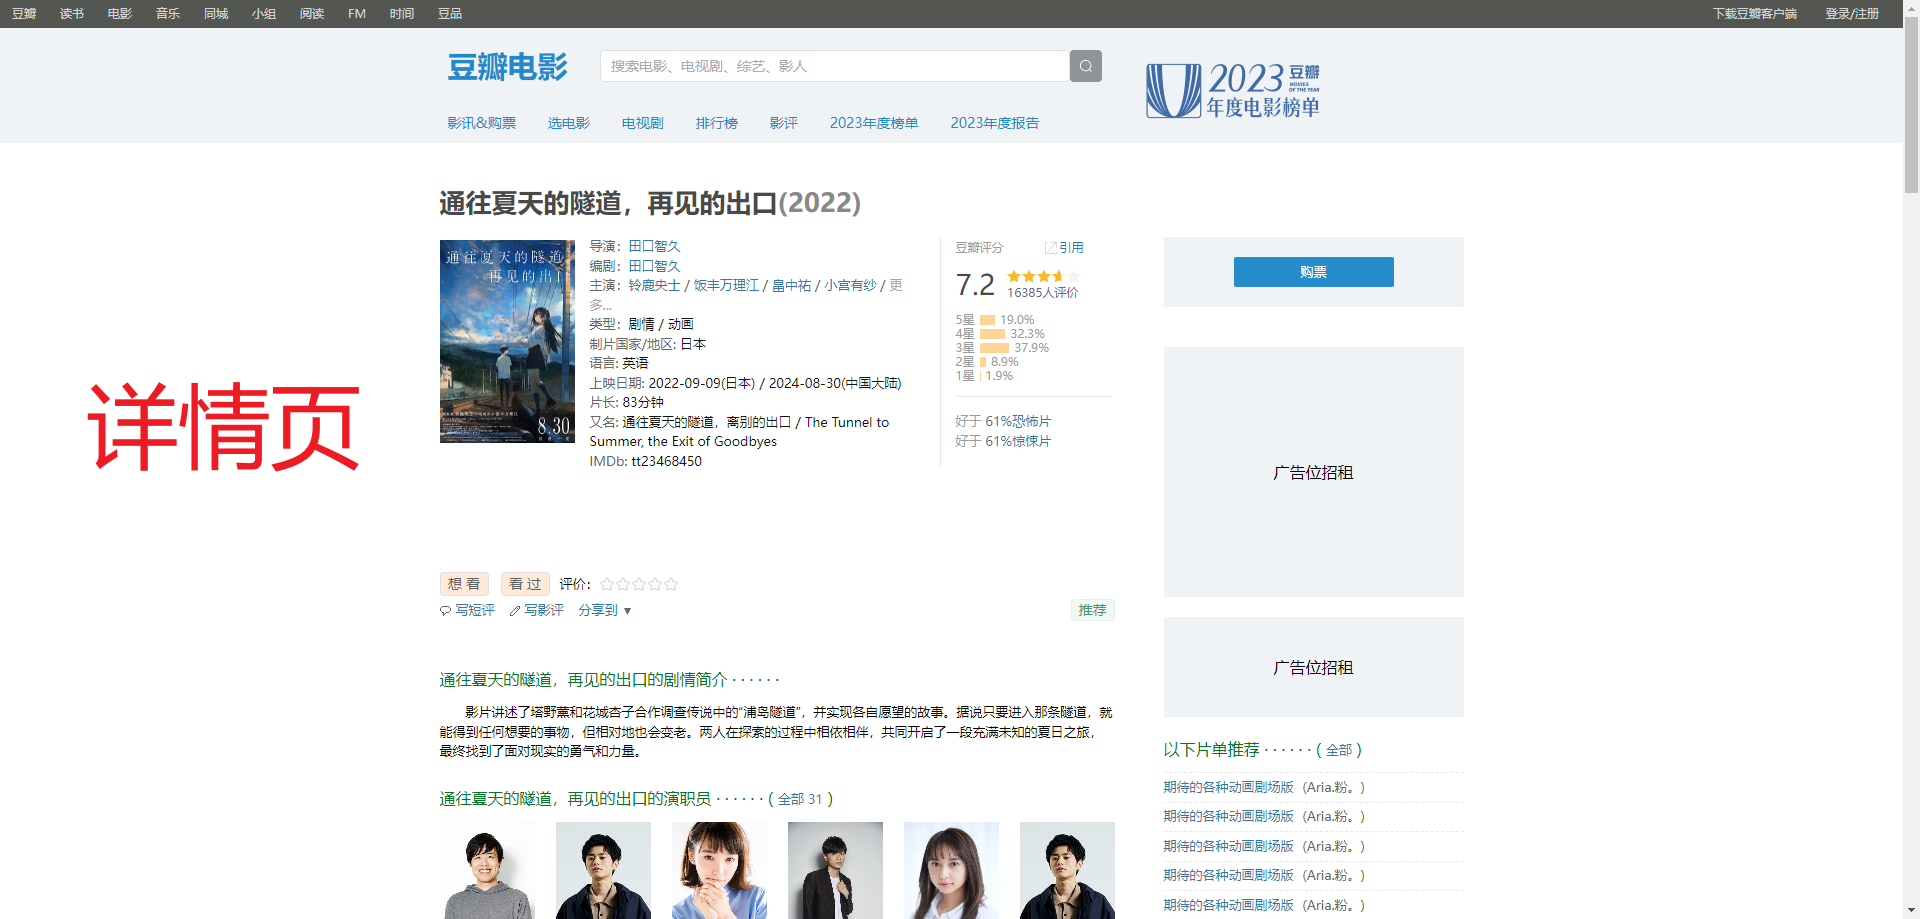 豆瓣 读书 电影 音乐 同城 小组 阅读 FM 时间 豆品 下载豆瓣客户端 登录/注册
豆瓣电影
搜索电影、电视剧、综艺、影人
2023 豆瓣
MOVIES OF THE YEAR
年度电影榜单
影讯&购票 选电影 电视剧 排行榜 影评 2023年度榜单 2023年度报告
通往夏天的隧道，再见的出口(2022)
通往夏天的隧道
再见的出口
8.30
导演：田口智久
编剧：田口智久
主演：铃鹿央士 / 饭丰万理江 / 畠中祐 / 小宫有纱 / 更
多...
类型：剧情 / 动画
制片国家/地区: 日本
语言: 英语
上映日期: 2022-09-09(日本) / 2024-08-30(中国大陆)
片长: 83分钟
又名: 通往夏天的隧道，离别的出口 / The Tunnel to
Summer, the Exit of Goodbyes
IMDb: tt23468450
豆瓣评分 引用
7.2
16385人评价
5星 19.0%
4星 32.3%
3星 37.9%
2星 8.9%
1星 1.9%
好于 61%恐怖片
好于 61%惊悚片
购票
广告位招租
详情页
想看 看过 评价：
写短评 写影评 分享到 ▼ 推荐
广告位招租
通往夏天的隧道，再见的出口的剧情简介 · · · · · ·
影片讲述了塔野薰和花城杏子合作调查传说中的“浦岛隧道”，并实现各自愿望的故事。据说只要进入那条隧道，就
能得到任何想要的事物，但相对地也会变老。两人在探索的过程中相依相伴，共同开启了一段充满未知的夏日之旅，
最终找到了面对现实的勇气和力量。
通往夏天的隧道，再见的出口的演职员 · · · · · · ( 全部 31 )
以下片单推荐 · · · · · · ( 全部 )
期待的各种动画剧场版（Aria.粉。）
期待的各种动画剧场版（Aria.粉。）
期待的各种动画剧场版（Aria.粉。）
期待的各种动画剧场版（Aria.粉。）
期待的各种动画剧场版（Aria.粉。）